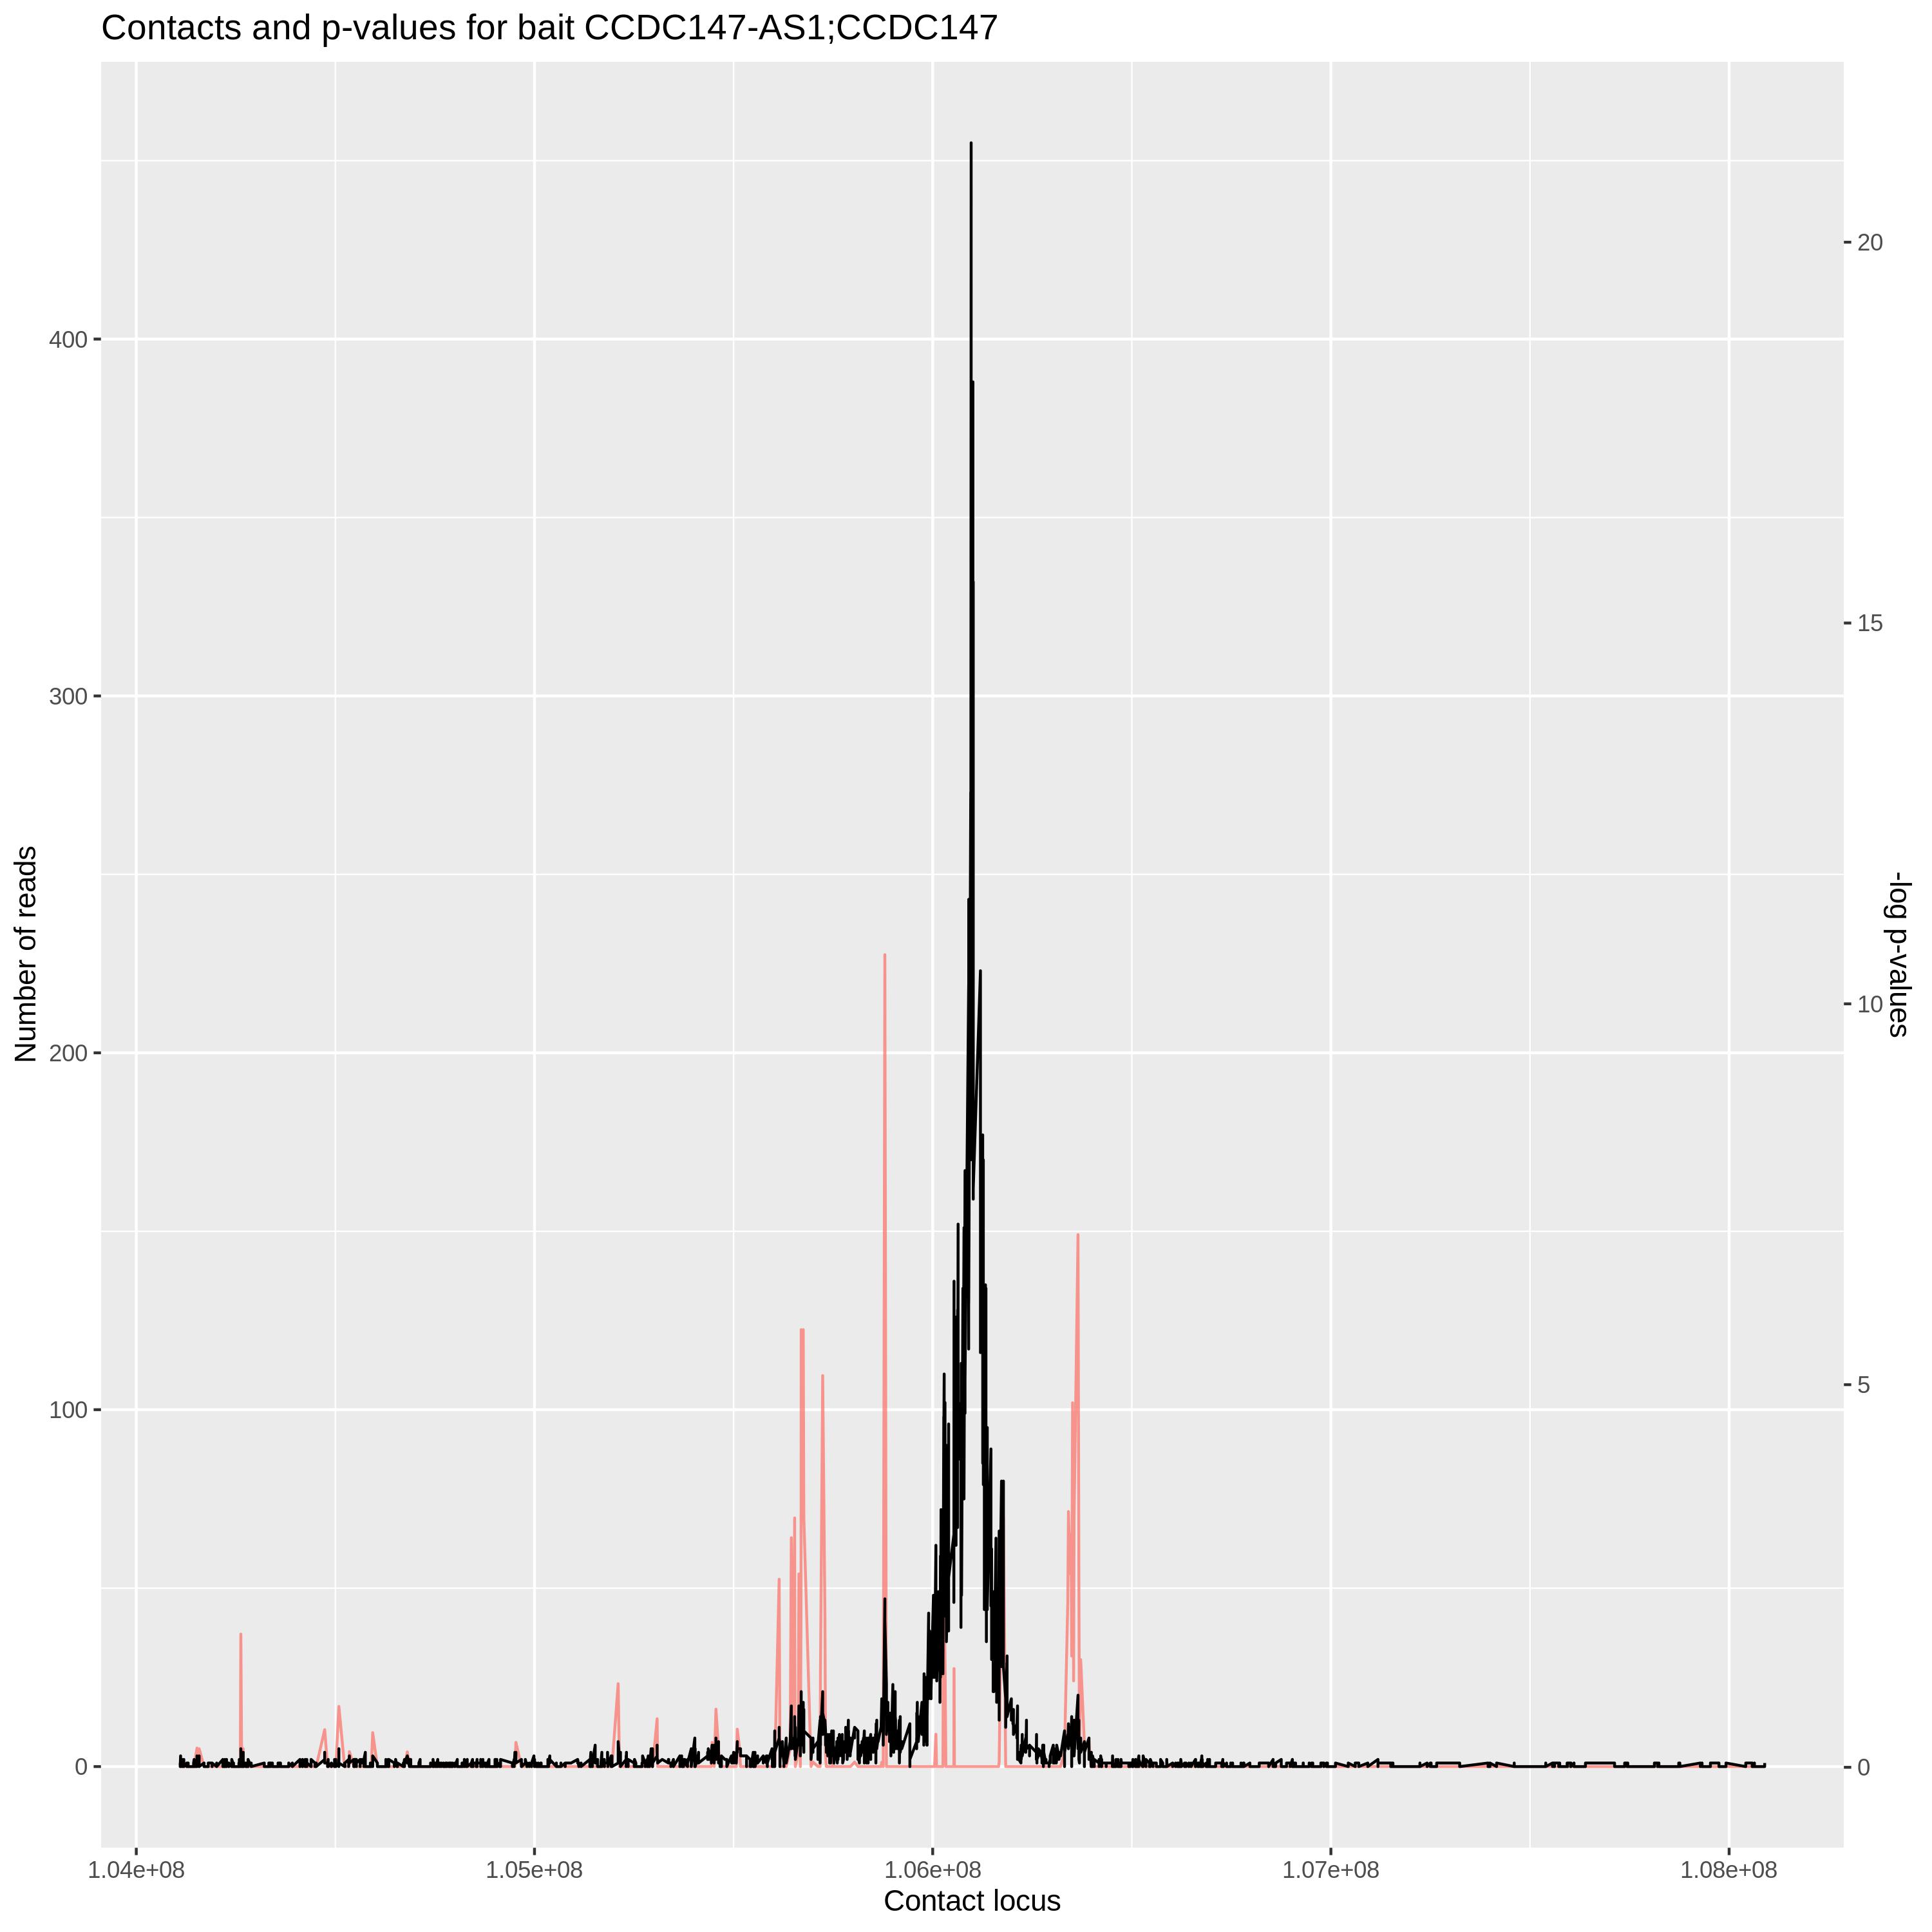 Contacts and p-values for bait CCDC147-AS1;CCDC147
Number of reads
400
300
200
100
0
20
15
10
5
0
-log p-values
1.04e+08
1.05e+08
1.06e+08
1.07e+08
1.08e+08
Contact locus